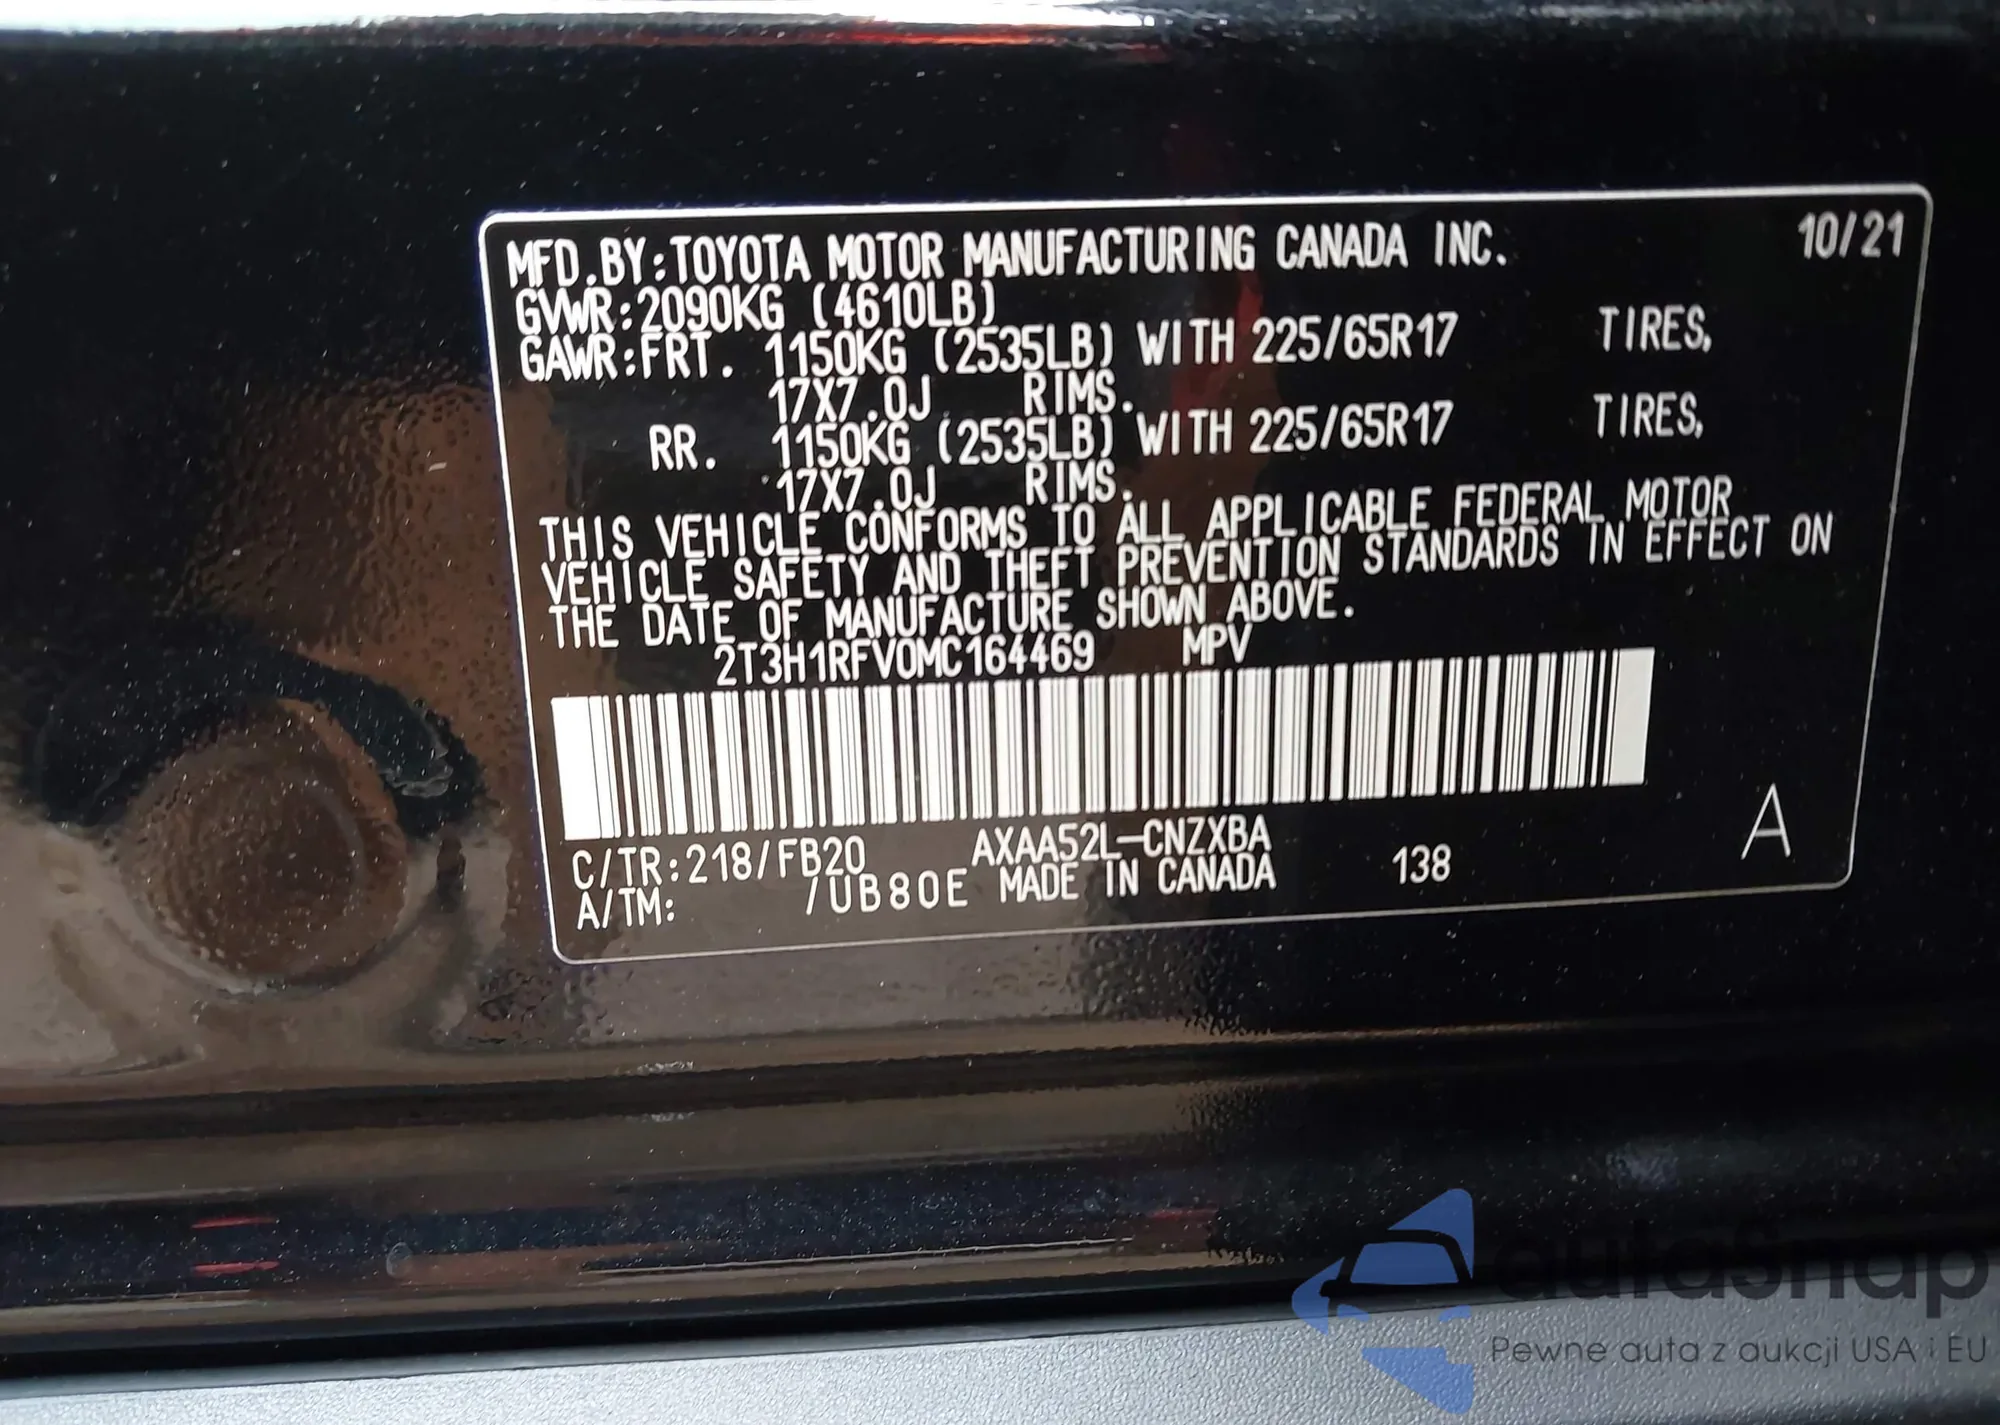 MFD.BY:TOYOTA MOTOR MANUFACTURING CANADA INC. 10/21
GVWR:2090KG (4610LB)
GAWR:FRT. 1150KG (2535LB) WITH 225/65R17 TIRES,
17X7.0J RIMS.
RR. 1150KG (2535LB) WITH 225/65R17 TIRES,
17X7.0J RIMS.
THIS VEHICLE CONFORMS TO ALL APPLICABLE FEDERAL MOTOR
VEHICLE SAFETY AND THEFT PREVENTION STANDARDS IN EFFECT ON
THE DATE OF MANUFACTURE SHOWN ABOVE.
2T3H1RFV0MC164469 MPV
C/TR:218/FB20 AXAA52L-CNZXBA 138 A
A/TM: /UB80E MADE IN CANADA
autaSnap
Pewne auta z aukcji USA i EU